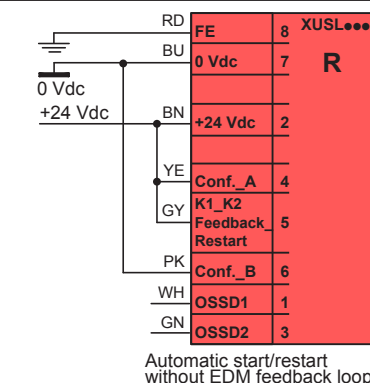 RD FE 8 XUSL●●●
BU 0 Vdc 7 R
0 Vdc
+24 Vdc BN +24 Vdc 2
YE Conf._A 4
GY K1_K2
Feedback_ 5
Restart
PK Conf._B 6
WH OSSD1 1
GN OSSD2 3
Automatic start/restart
without EDM feedback loop